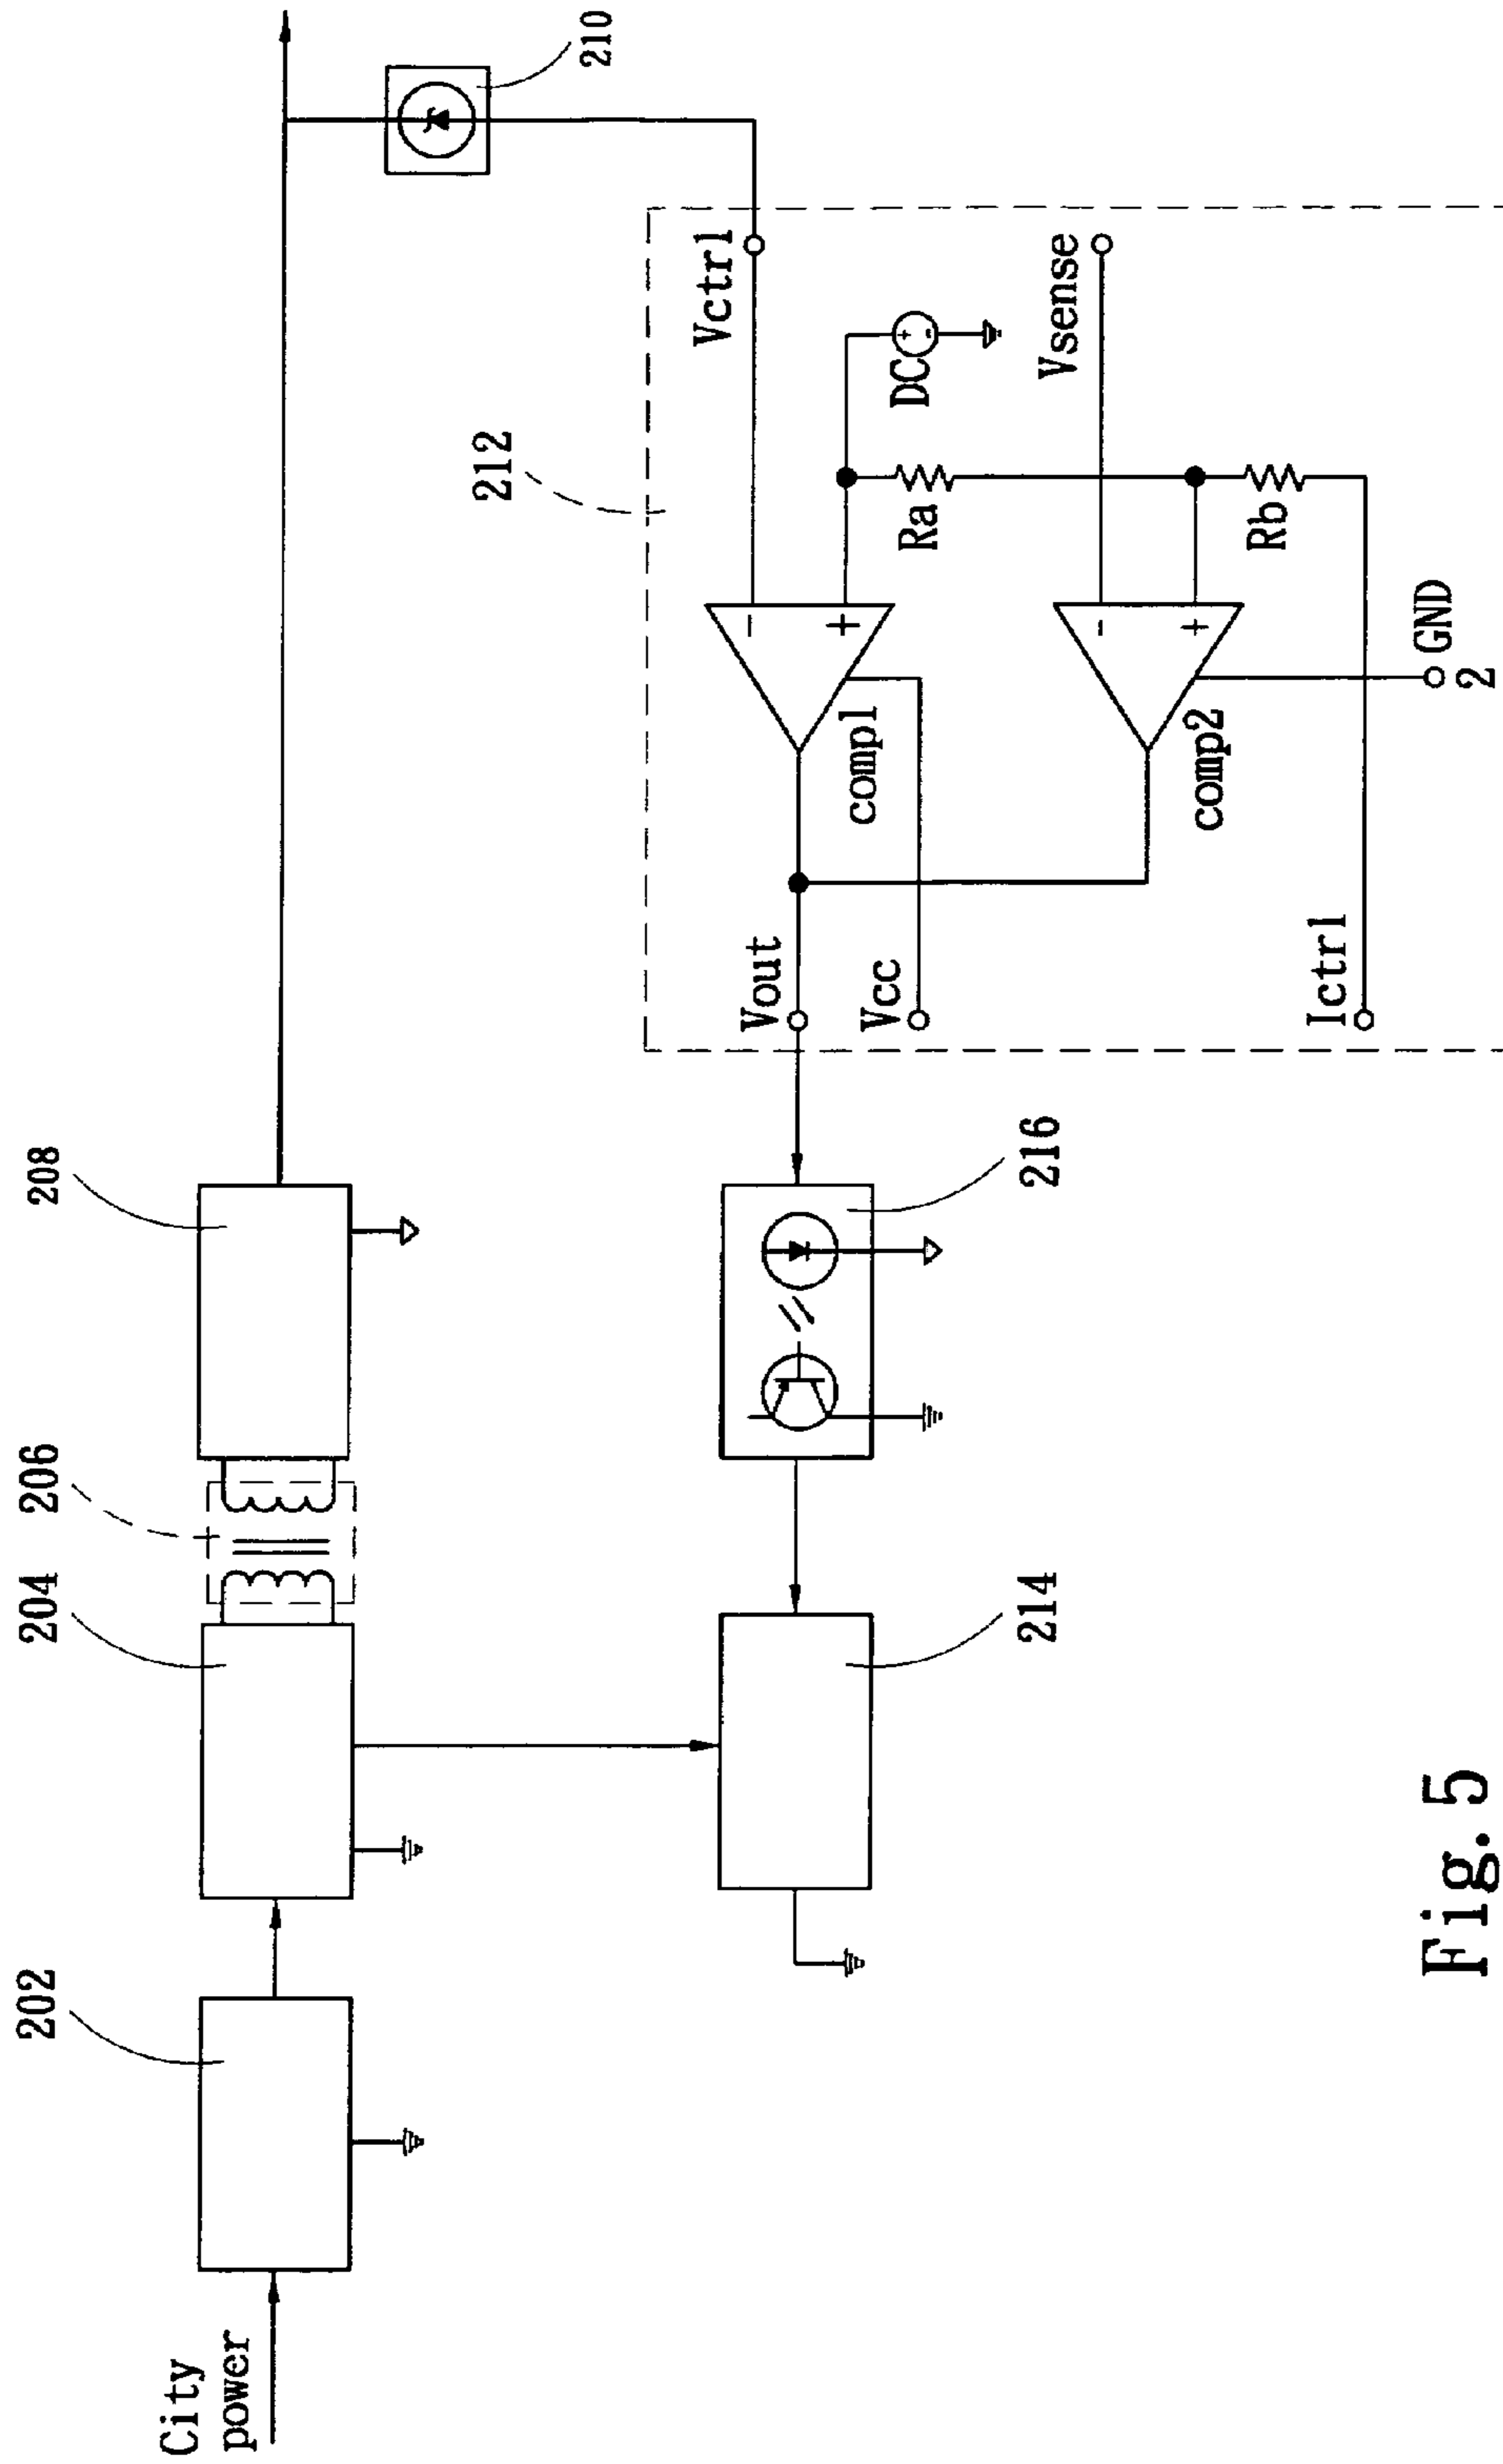 City
power
202
204
206
208
210
212
Vctrl
DC
Vsense
Ra
Rb
-
+
comp1
-
+
comp2
Vout
Vcc
Ictrl
GND
2
216
214
+
-
Fig. 5